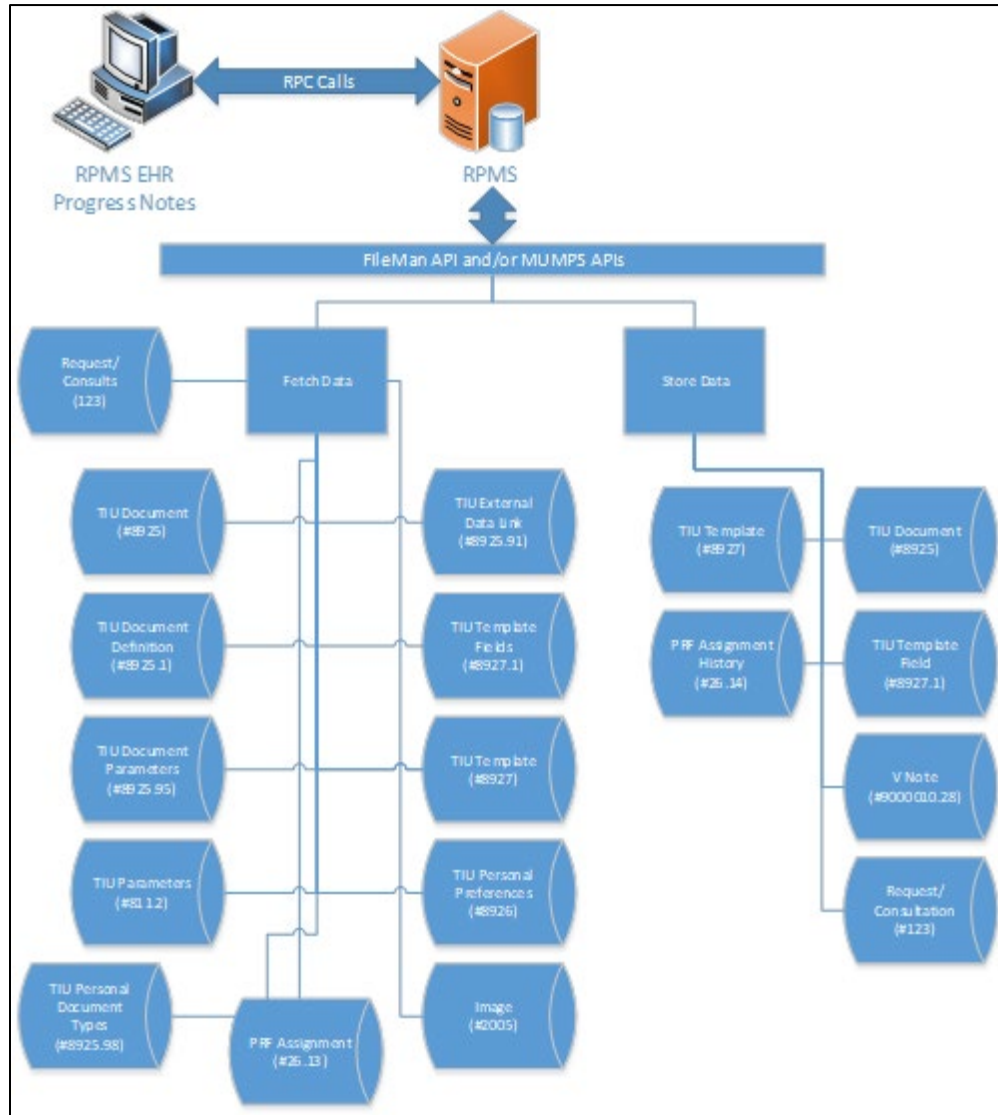 RPC Calls
RPMS EHR
Progress Notes
RPMS
FileMan API and/or MUMPS APIs
Request/
Consults
(123)
Fetch Data
Store Data
TIU Document
(#8925)
TIU External
Data Link
(#8925.91)
TIU Template
(#8927)
TIU Document
(#8925)
TIU Document
Definition
(#8925.1)
TIU Template
Fields
(#8927.1)
PRF Assignment
History
(#26.14)
TIU Template
Field
(#8927.1)
TIU Document
Parameters
(#8925.95)
TIU Template
(#8927)
V Note
(#9000010.28)
TIU Parameters
(#811.2)
TIU Personal
Preferences
(#8926)
Request/
Consultation
(#123)
TIU Personal
Document
Types
(#8925.98)
PRF Assignment
(#26.13)
Image
(#2005)